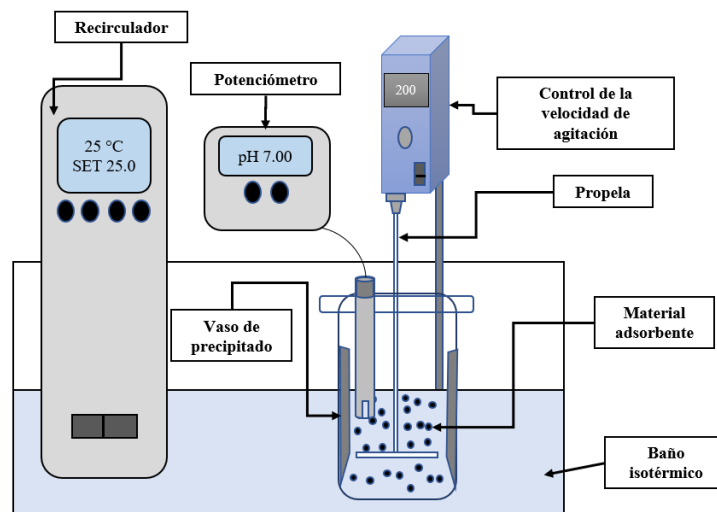 Recirculador
Potenciómetro
200
Control de la
velocidad de
agitación
25 °C
SET 25.0
pH 7.00
Propela
Vaso de
precipitado
Material
adsorbente
Baño
isotérmico